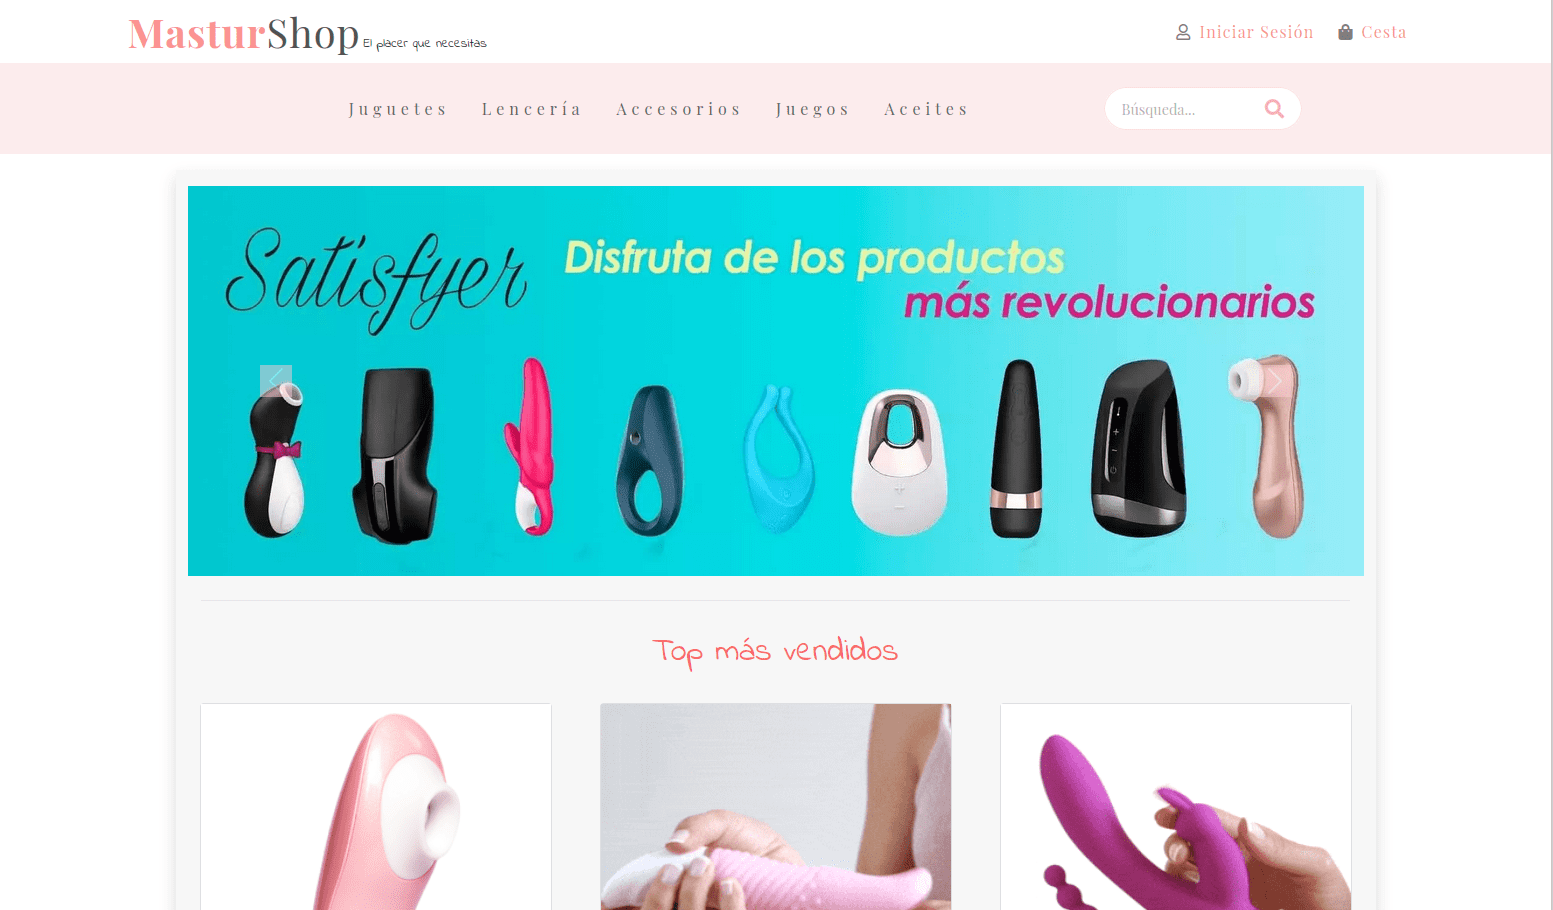 MasturShop El placer que necesitas
Iniciar Sesión Cesta
Juguetes Lencería Accesorios Juegos Aceites Búsqueda...
Satisfyer
Disfruta de los productos
más revolucionarios
Top más vendidos